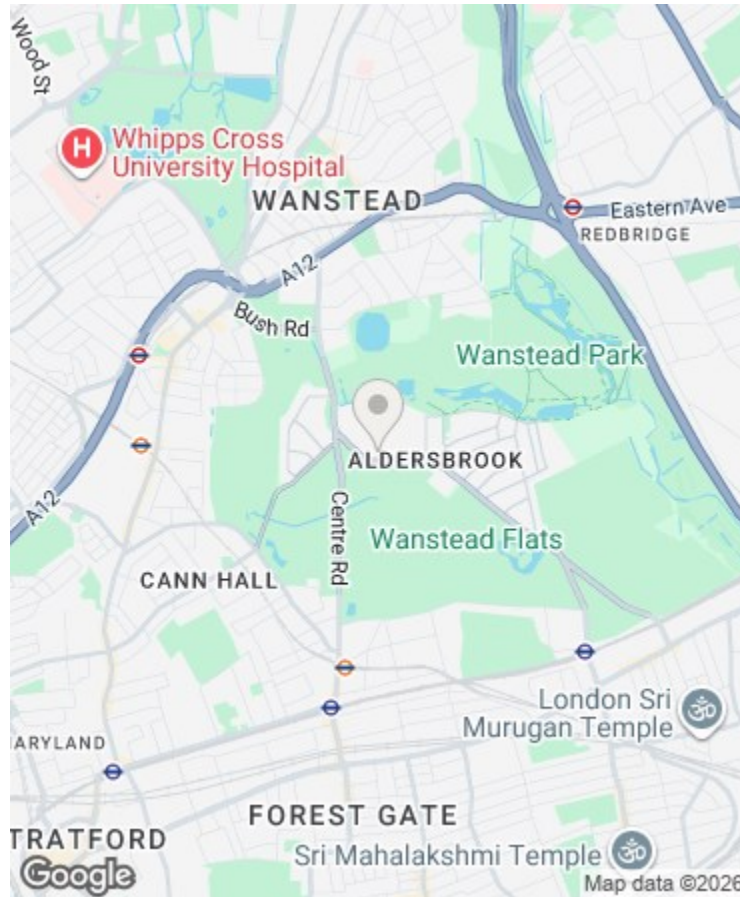 Wood St
H
Whipps Cross
University Hospital
WANSTEAD
Eastern Ave
REDBRIDGE
A12
Bush Rd
Wanstead Park
ALDERSBROOK
A12
Centre Rd
Wanstead Flats
CANN HALL
London Sri
Murugan Temple
ARYLAND
FOREST GATE
TRATFORD
Sri Mahalakshmi Temple
Google
Map data ©2026